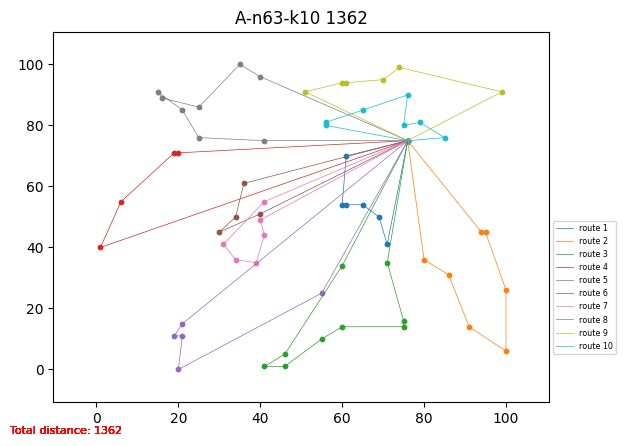 A-n63-k10 1362
100
80
60
40
20
0
0 20 40 60 80 100
route 1
route 2
route 3
route 4
route 5
route 6
route 7
route 8
route 9
route 10
Total distance: 1362